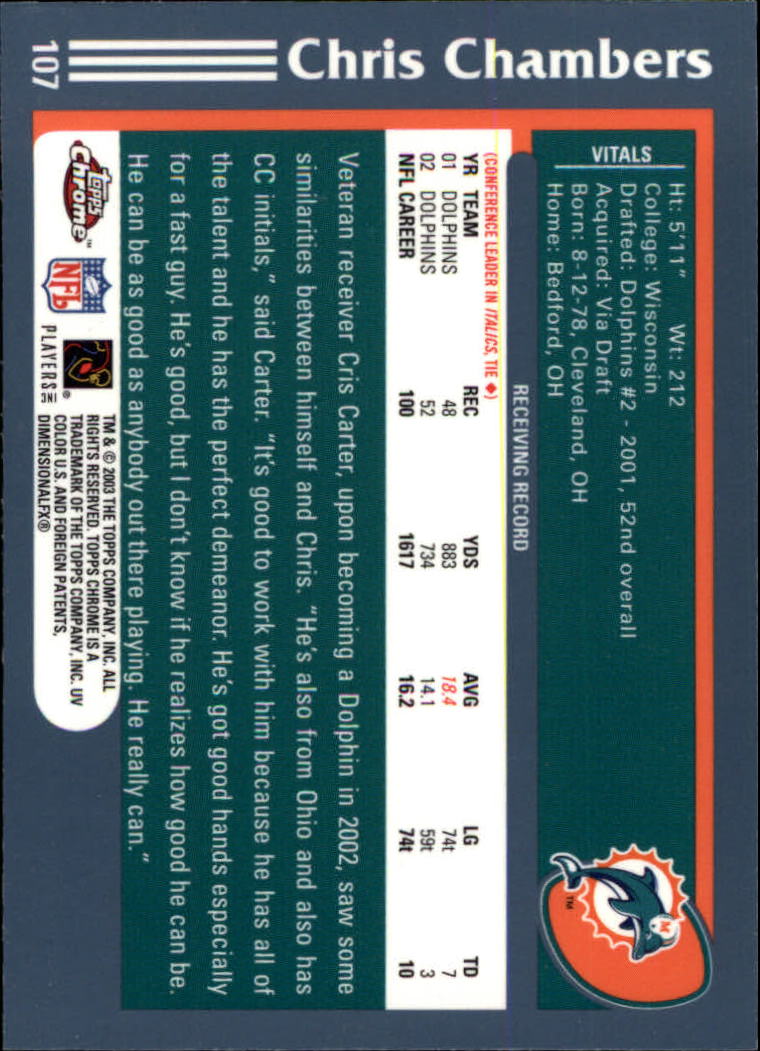 107
Chris Chambers
VITALS
Ht: 5'11" Wt: 212
College: Wisconsin
Drafted: Dolphins #2 - 2001, 52nd overall
Acquired: Via Draft
Born: 8-12-78, Cleveland, OH
Home: Bedford, OH
M
TM
RECEIVING RECORD
(CONFERENCE LEADER IN ITALICS, TIE ♦)
YR TEAM REC YDS AVG LG TD
01 DOLPHINS 48 883 18.4 74t 7
02 DOLPHINS 52 734 14.1 59t 3
NFL CAREER 100 1617 16.2 74t 10
Veteran receiver Cris Carter, upon becoming a Dolphin in 2002, saw some
similarities between himself and Chris. "He's also from Ohio and also has
CC initials," said Carter. "It's good to work with him because he has all of
the talent and he has the perfect demeanor. He's got good hands especially
for a fast guy. He's good, but I don't know if he realizes how good he can be.
He can be as good as anybody out there playing. He really can."
topps
Chrome™
NFL
PLAYERS INC ®
TM & © 2003 THE TOPPS COMPANY, INC. ALL
RIGHTS RESERVED. TOPPS CHROME IS A
TRADEMARK OF THE TOPPS COMPANY, INC. UV
COLOR U.S. AND FOREIGN PATENTS,
DIMENSIONALFX®